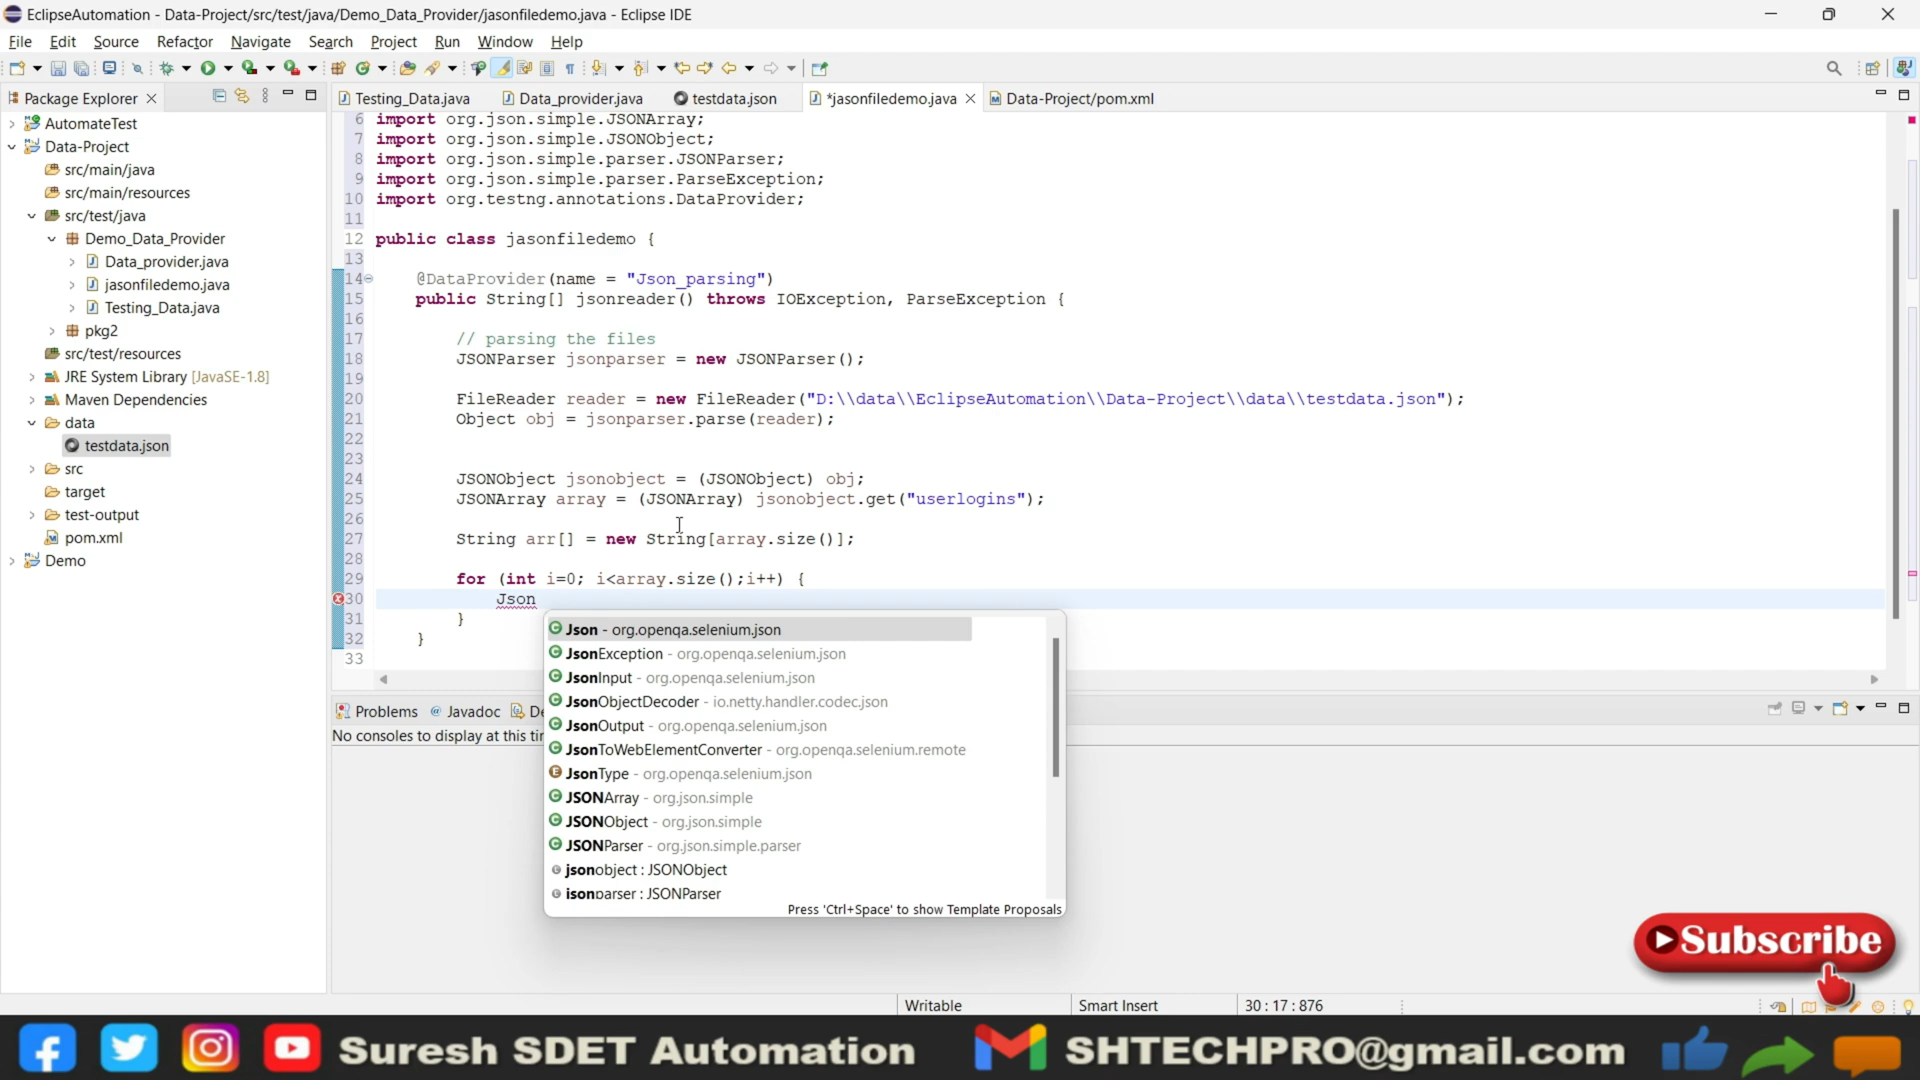 EclipseAutomation - Data-Project/src/test/java/Demo_Data_Provider/jasonfiledemo.java - Eclipse IDE
File Edit Source Refactor Navigate Search Project Run Window Help
Package Explorer
Testing_Data.java Data_provider.java testdata.json *jasonfiledemo.java Data-Project/pom.xml
AutomateTest
Data-Project
src/main/java
src/main/resources
src/test/java
Demo_Data_Provider
Data_provider.java
jasonfiledemo.java
Testing_Data.java
pkg2
src/test/resources
JRE System Library [JavaSE-1.8]
Maven Dependencies
data
testdata.json
src
target
test-output
pom.xml
Demo
6 import org.json.simple.JSONArray;
7 import org.json.simple.JSONObject;
8 import org.json.simple.parser.JSONParser;
9 import org.json.simple.parser.ParseException;
10 import org.testng.annotations.DataProvider;
11
12 public class jasonfiledemo {
13
14 @DataProvider(name = "Json_parsing")
15 public String[] jsonreader() throws IOException, ParseException {
16
17 // parsing the files
18 JSONParser jsonparser = new JSONParser();
19
20 FileReader reader = new FileReader("D:\\data\\EclipseAutomation\\Data-Project\\data\\testdata.json");
21 Object obj = jsonparser.parse(reader);
22
23
24 JSONObject jsonobject = (JSONObject) obj;
25 JSONArray array = (JSONArray) jsonobject.get("userlogins");
26
27 String arr[] = new String[array.size()];
28
29 for (int i=0; i<array.size();i++) {
30 Json
31 }
32 }
33
Json - org.openqa.selenium.json
JsonException - org.openqa.selenium.json
JsonInput - org.openqa.selenium.json
JsonObjectDecoder - io.netty.handler.codec.json
JsonOutput - org.openqa.selenium.json
JsonToWebElementConverter - org.openqa.selenium.remote
JsonType - org.openqa.selenium.json
JSONArray - org.json.simple
JSONObject - org.json.simple
JSONParser - org.json.simple.parser
jsonobject : JSONObject
jsonparser : JSONParser
Press 'Ctrl+Space' to show Template Proposals
Problems @ Javadoc De
No consoles to display at this tir
Subscribe
Writable Smart Insert 30 : 17 : 876
Suresh SDET Automation SHTECHPRO@gmail.com